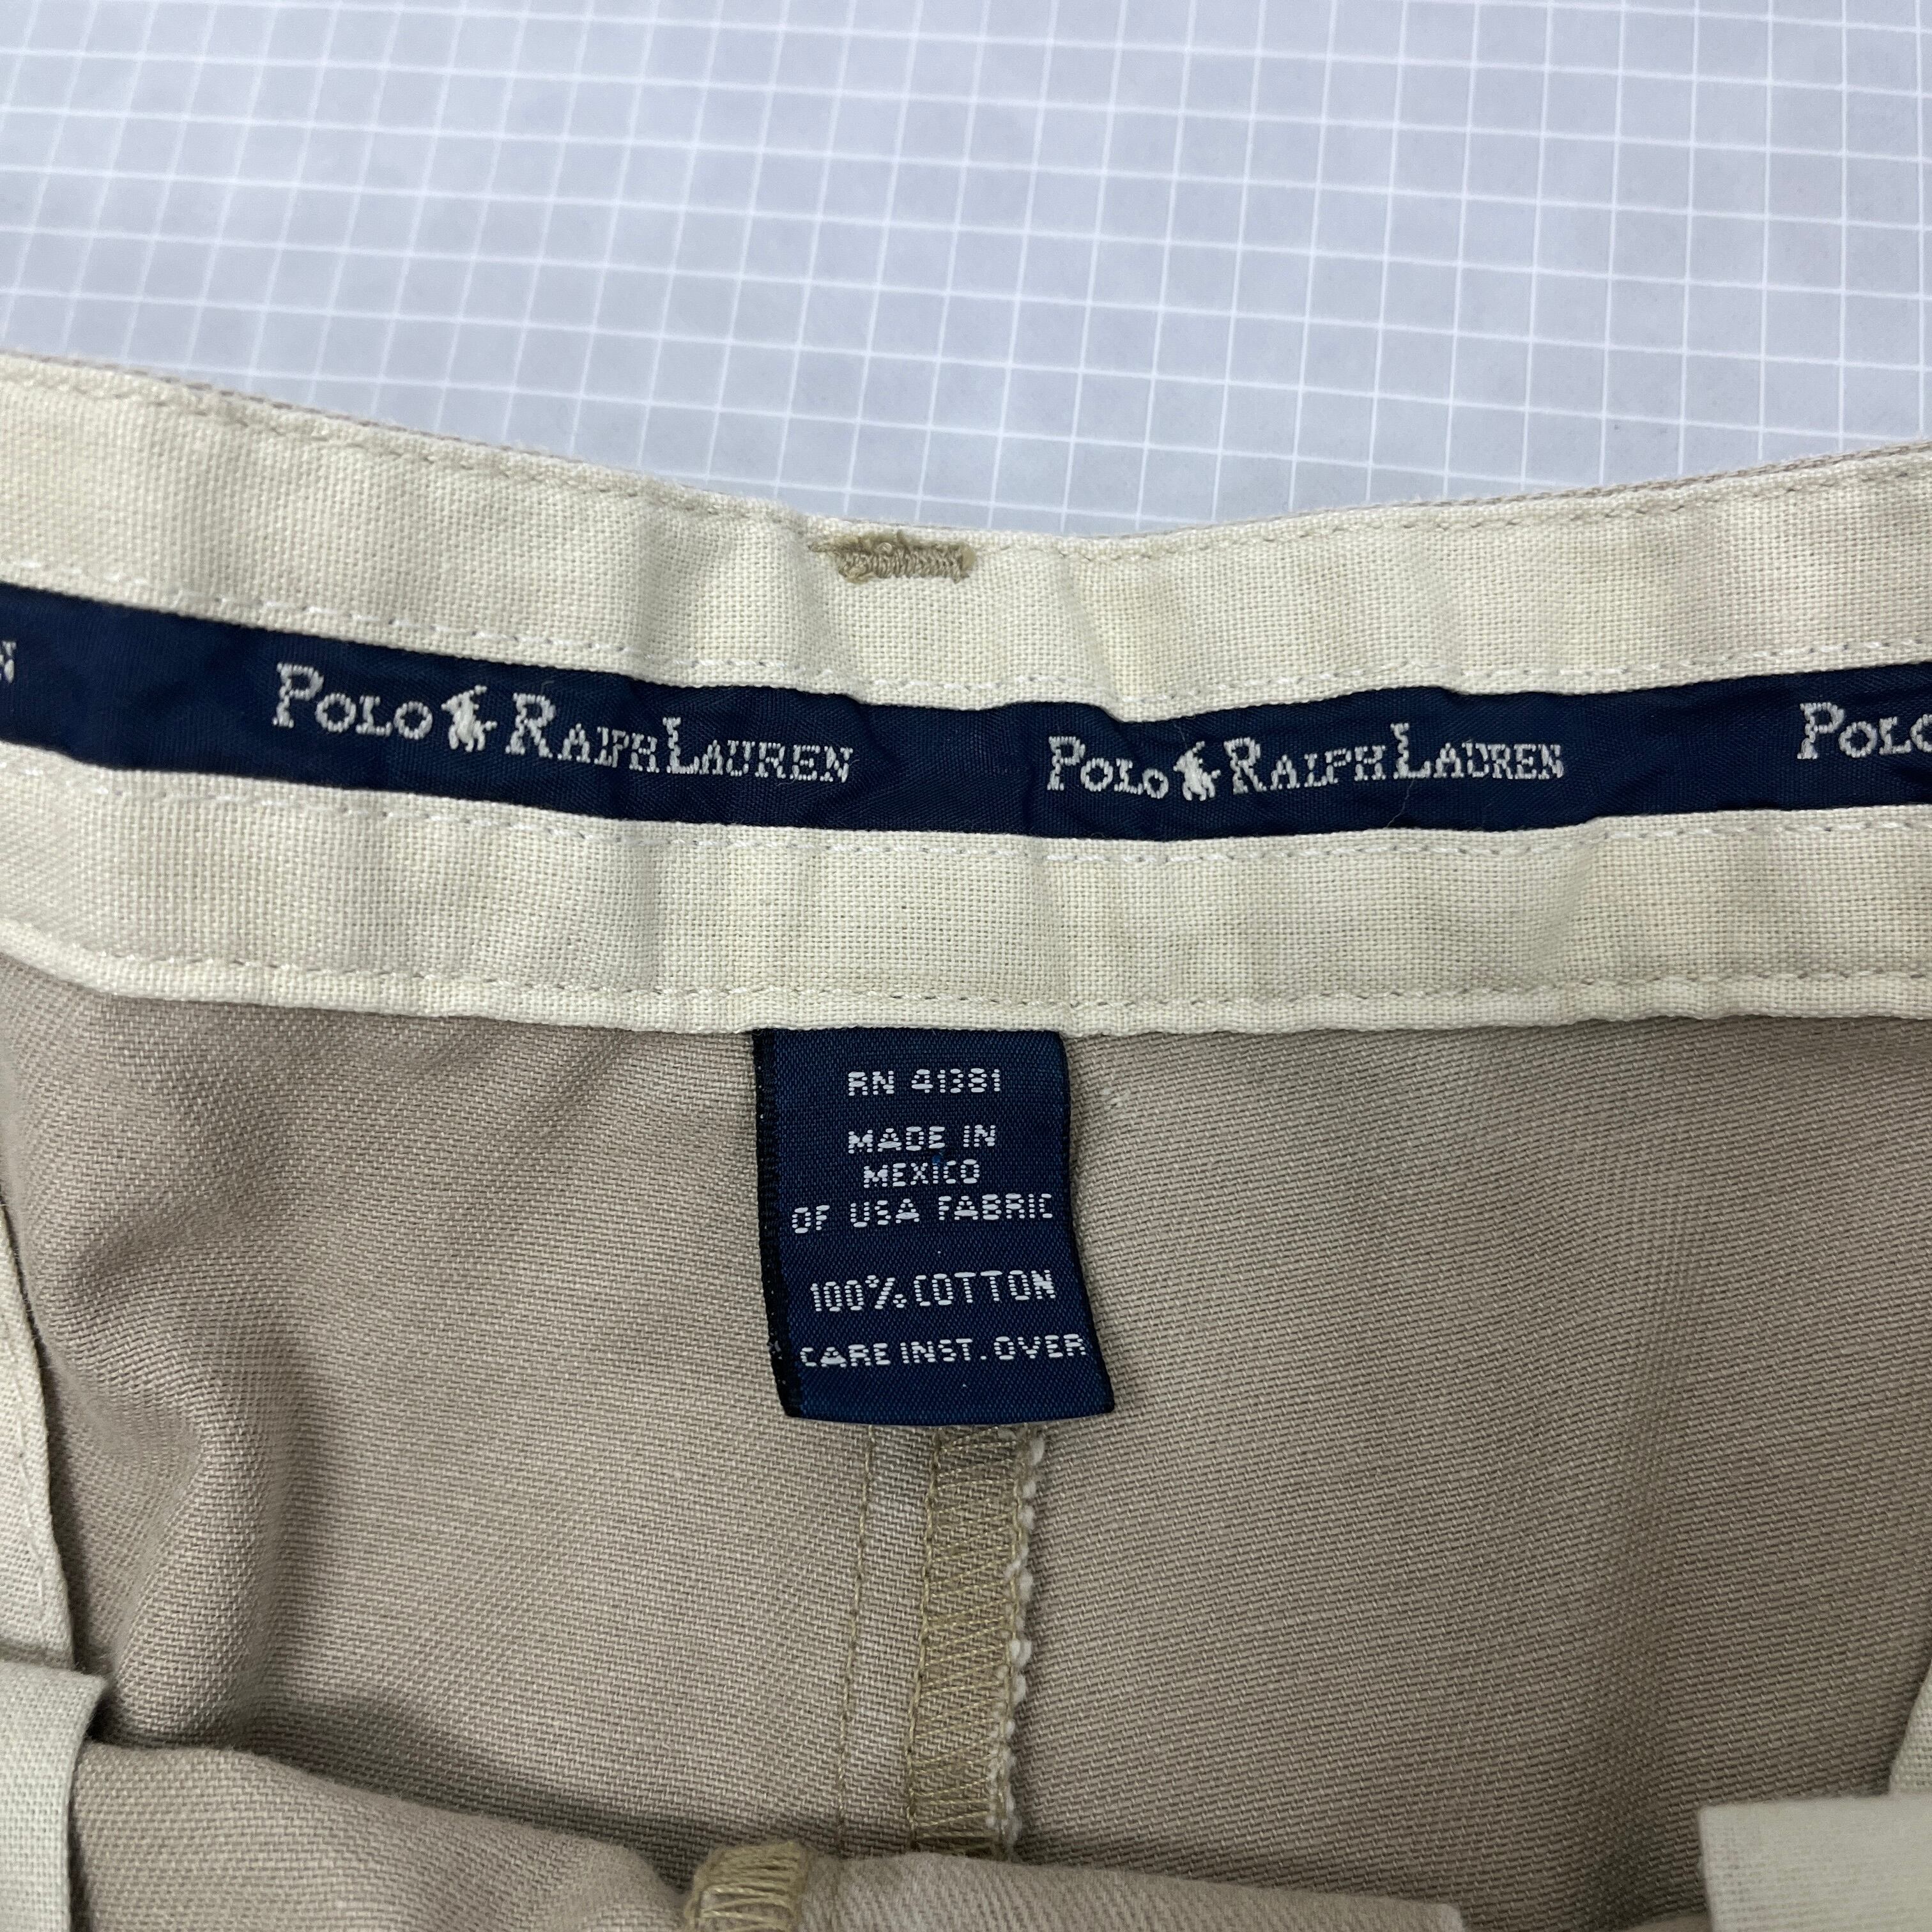 N
POLO RALPH LAUREN
POLO RALPH LAUREN
POLO
RN 41381
MADE IN
MEXICO
OF USA FABRIC
100% COTTON
CARE INST. OVER